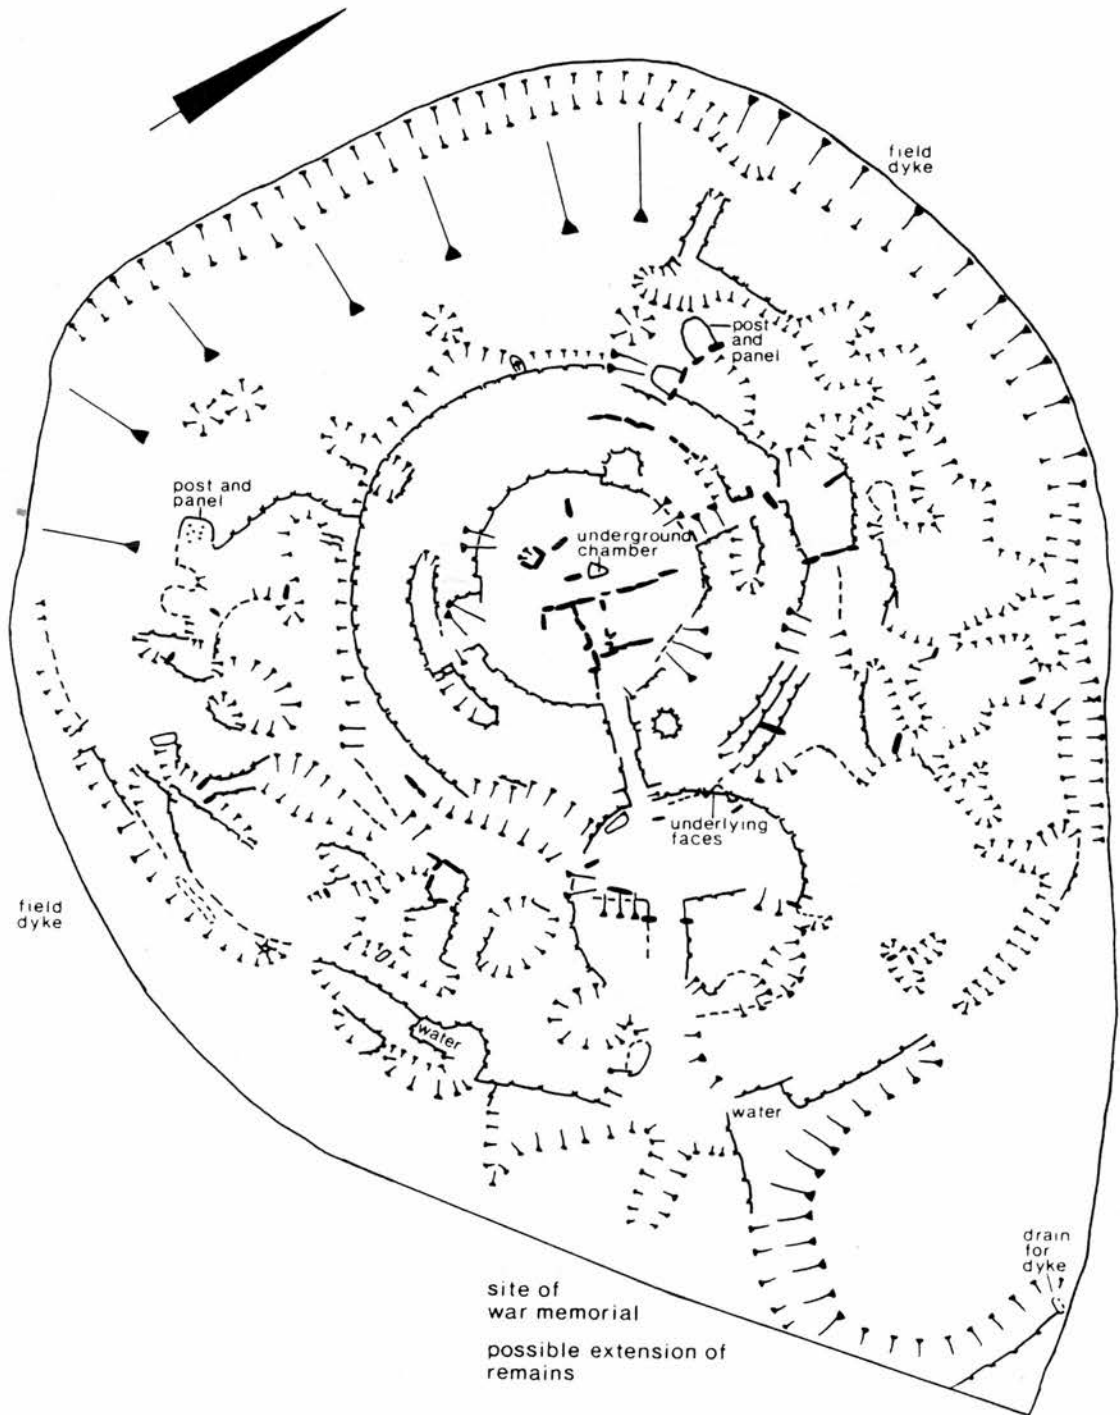 field
dyke
post
and
panel
post and
panel
underground
chamber
underlying
faces
field
dyke
water
water
drain
for
dyke
site of
war memorial
possible extension of
remains